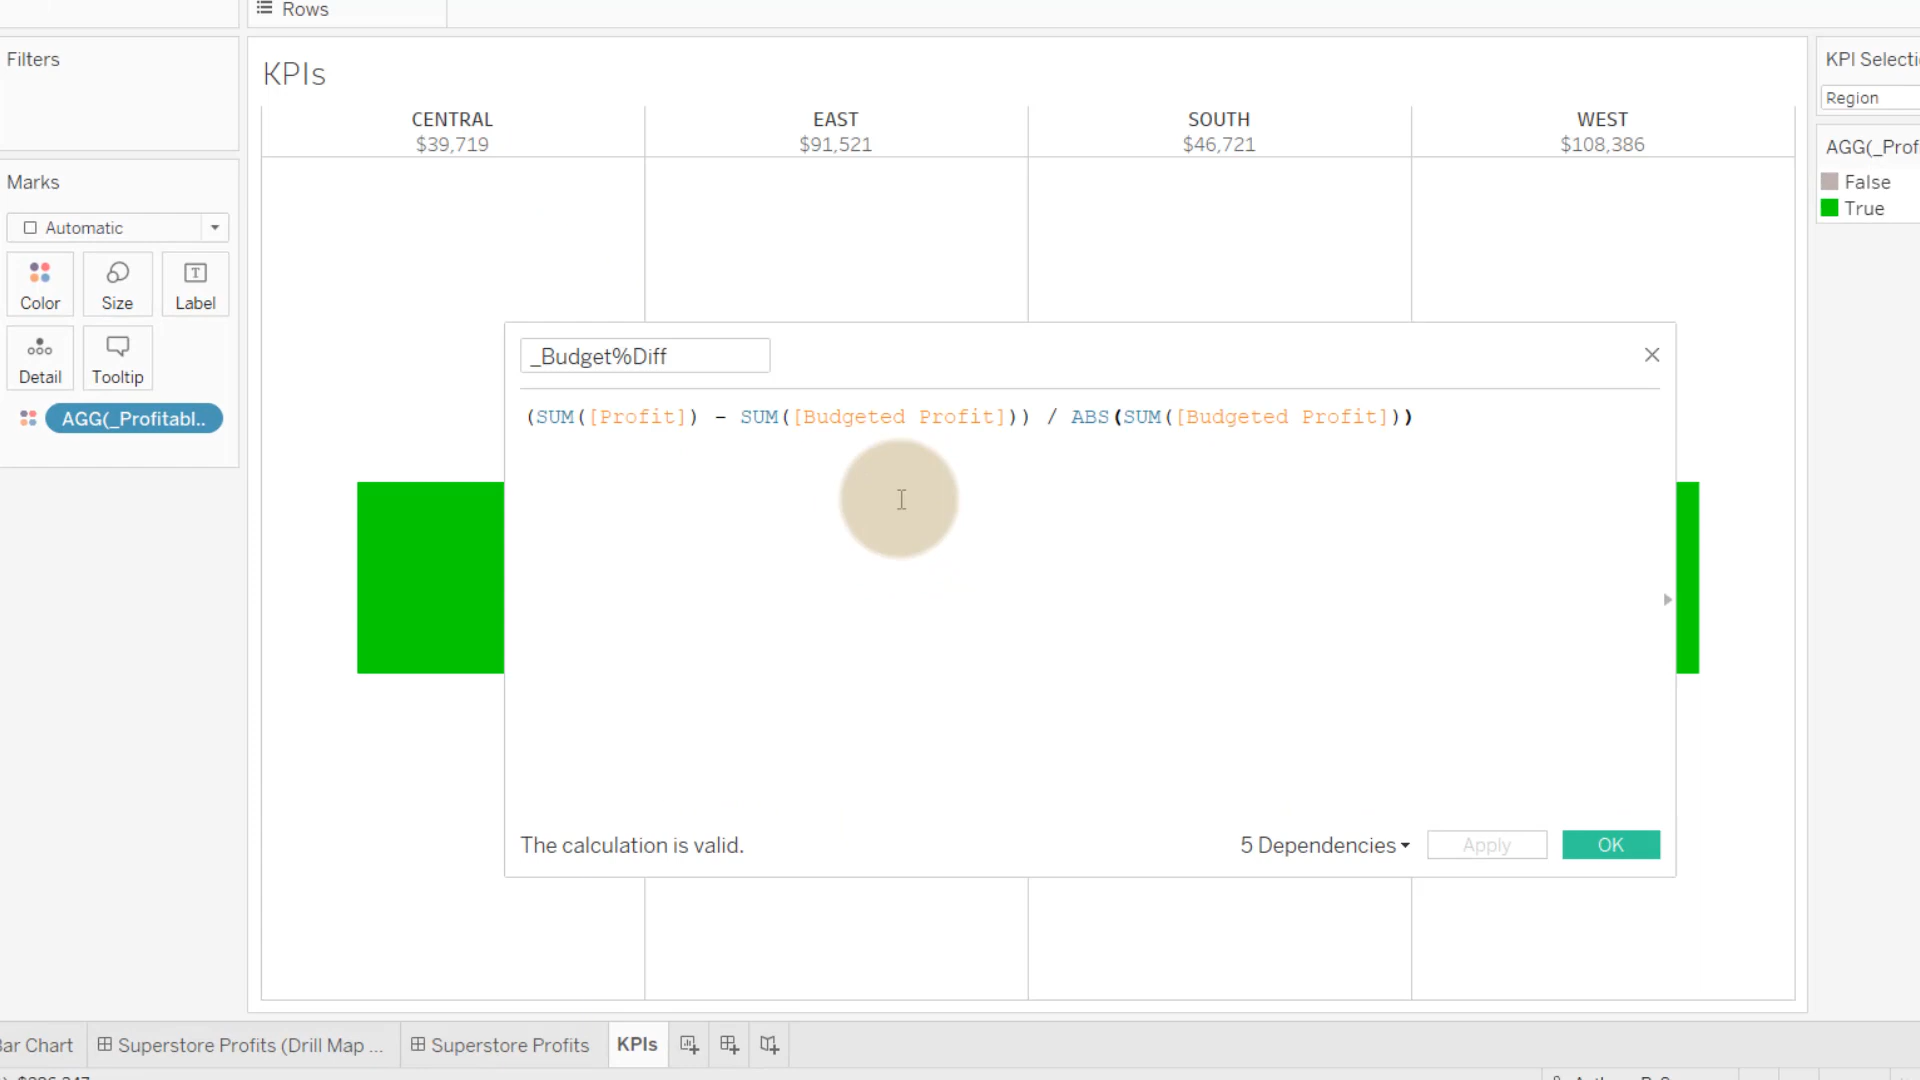 Rows
Filters
KPIs
KPI Selecti
CENTRAL
$39,719
EAST
$91,521
SOUTH
$46,721
WEST
$108,386
Region
AGG(_Prof
False
True
Marks
Automatic
Color
Size
Label
Detail
Tooltip
AGG(_Profitabl..
_Budget%Diff
(SUM([Profit]) - SUM([Budgeted Profit])) / ABS(SUM([Budgeted Profit]))
The calculation is valid.
5 Dependencies
Apply
OK
Bar Chart
Superstore Profits (Drill Map ...
Superstore Profits
KPIs